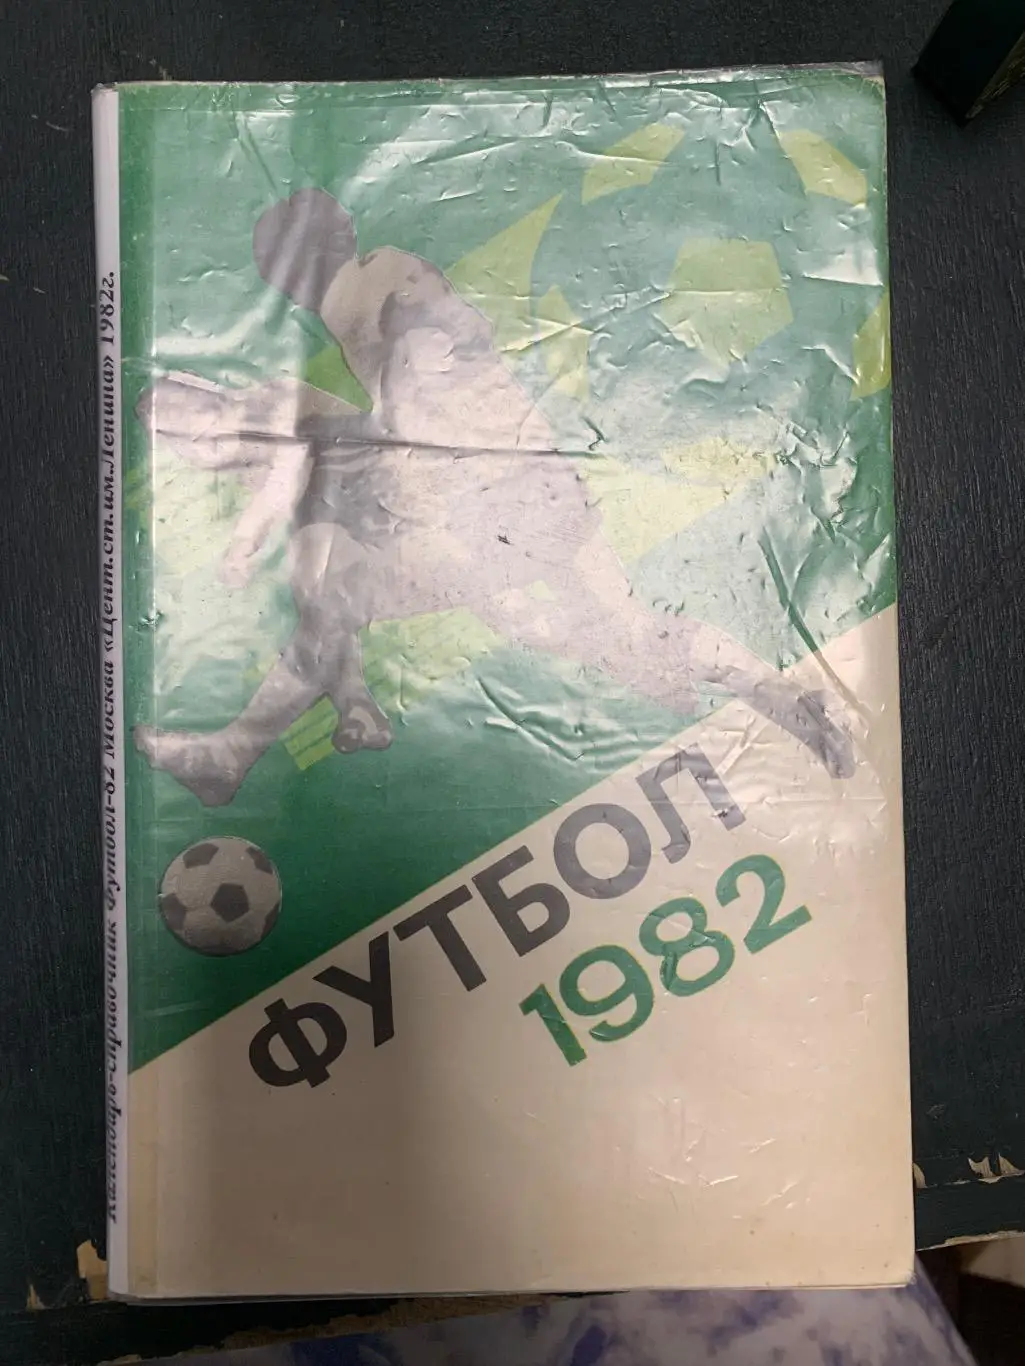 Календарь-справочник Футбол-82 Москва «Цент.ст.им.Ленина» 1982г.
ФУТБОЛ
1982